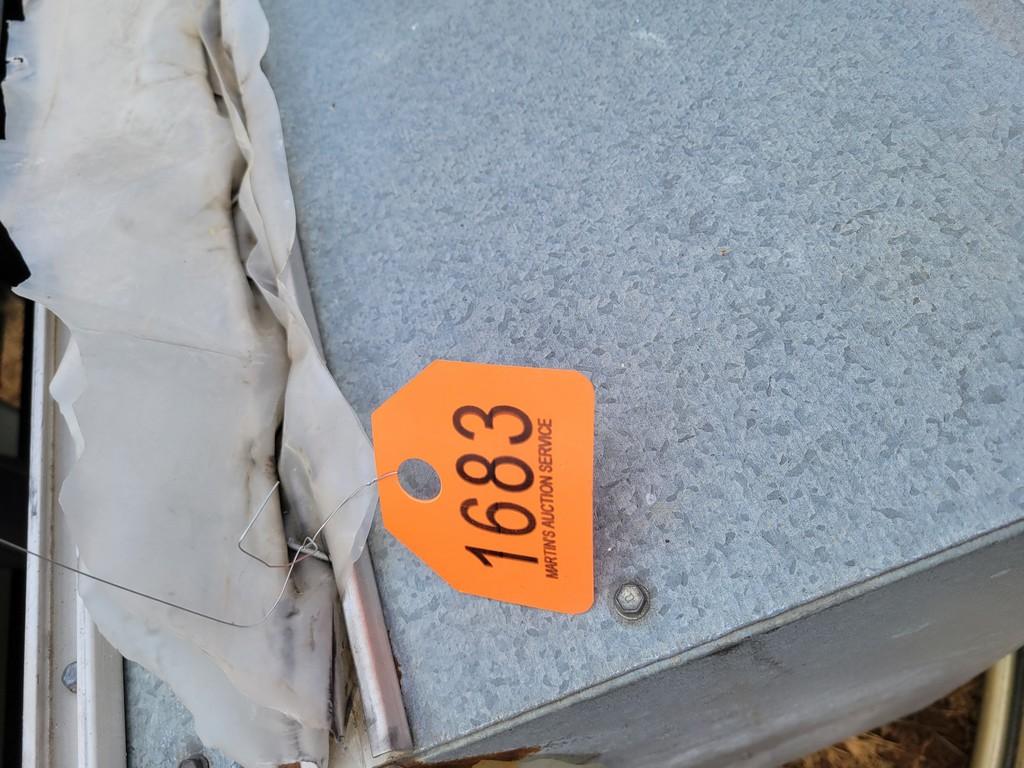 1683
MARTIN'S AUCTION SERVICE